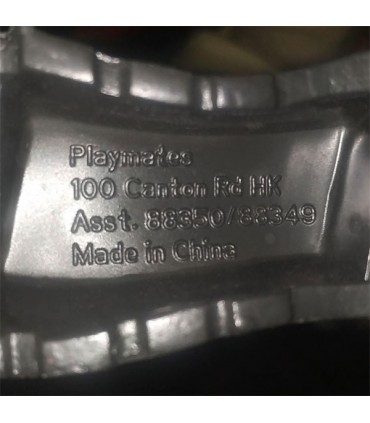 Playmates
100 Canton Rd HK
Asst. 88350/88349
Made in China